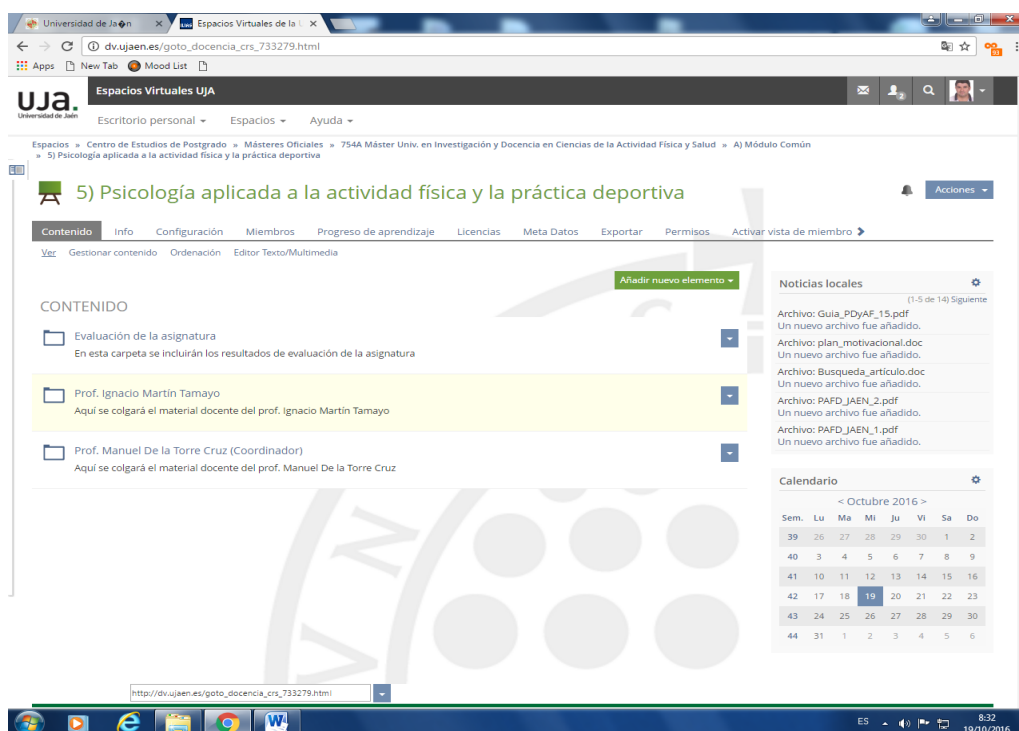 Universidad de Ja�n
UJAEN
Espacios Virtuales de la U
dv.ujaen.es/goto_docencia_crs_733279.html
93
Apps New Tab Mood List
uja.
Universidad de Jaén
Espacios Virtuales UJA
2
Escritorio personal Espacios Ayuda
Espacios » Centro de Estudios de Postgrado » Másteres Oficiales » 754A Máster Univ. en Investigación y Docencia en Ciencias de la Actividad Física y Salud » A) Módulo Común
» 5) Psicología aplicada a la actividad física y la práctica deportiva
5) Psicología aplicada a la actividad física y la práctica deportiva
Acciones
Contenido Info Configuración Miembros Progreso de aprendizaje Licencias Meta Datos Exportar Permisos Activar vista de miembro
Ver Gestionar contenido Ordenación Editor Texto/Multimedia
Añadir nuevo elemento
CONTENIDO
Evaluación de la asignatura
En esta carpeta se incluirán los resultados de evaluación de la asignatura
Prof. Ignacio Martín Tamayo
Aquí se colgará el material docente del prof. Ignacio Martín Tamayo
Prof. Manuel De la Torre Cruz (Coordinador)
Aquí se colgará el material docente del prof. Manuel De la Torre Cruz
Noticias locales
(1-5 de 14) Siguiente
Archivo: Guia_PDyAF_15.pdf
Un nuevo archivo fue añadido.
Archivo: plan_motivacional.doc
Un nuevo archivo fue añadido.
Archivo: Busqueda_artículo.doc
Un nuevo archivo fue añadido.
Archivo: PAFD_JAEN_2.pdf
Un nuevo archivo fue añadido.
Archivo: PAFD_JAEN_1.pdf
Un nuevo archivo fue añadido.
Calendario
< Octubre 2016 >
Sem. Lu Ma Mi Ju Vi Sa Do
39 26 27 28 29 30 1 2
40 3 4 5 6 7 8 9
41 10 11 12 13 14 15 16
42 17 18 19 20 21 22 23
43 24 25 26 27 28 29 30
44 31 1 2 3 4 5 6
http://dv.ujaen.es/goto_docencia_crs_733279.html
ES
8:32
19/10/2016